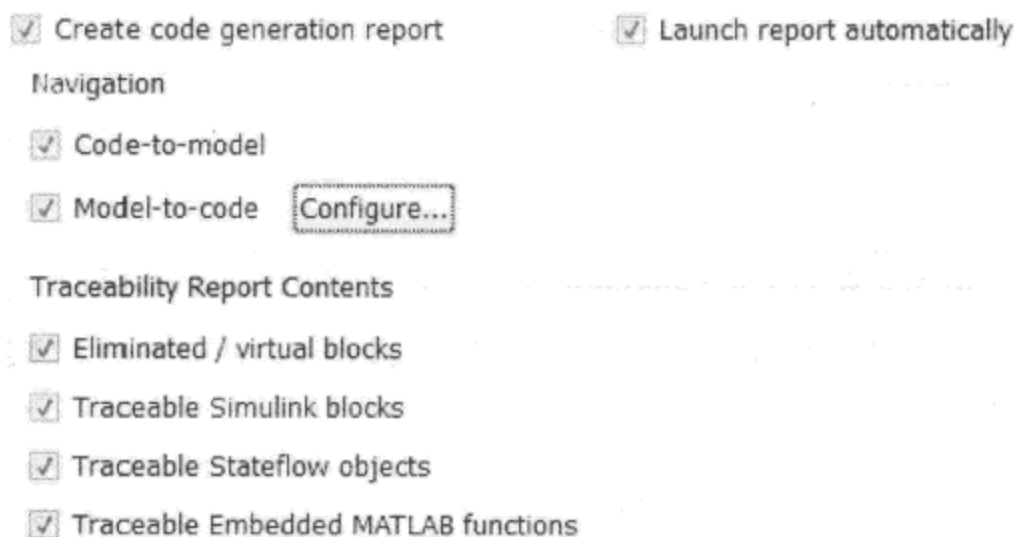 Create code generation report Launch report automatically
Navigation
Code-to-model
Model-to-code Configure...
Traceability Report Contents
Eliminated / virtual blocks
Traceable Simulink blocks
Traceable Stateflow objects
Traceable Embedded MATLAB functions